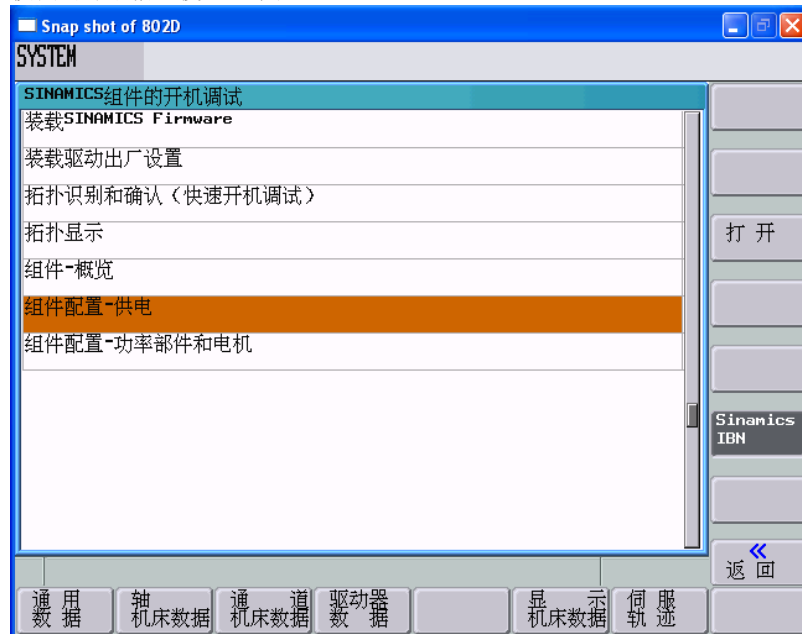 Snap shot of 802D
SYSTEM
SINAMICS组件的开机调试
装载SINAMICS Firmware
装载驱动出厂设置
拓扑识别和确认（快速开机调试）
拓扑显示
组件-概览
组件配置-供电
组件配置-功率部件和电机
打 开
Sinamics
IBN
«
返 回
通 用
数 据
轴
机床数据
通 道
机床数据
驱动器
数 据
显 示
机床数据
伺 服
轨 迹